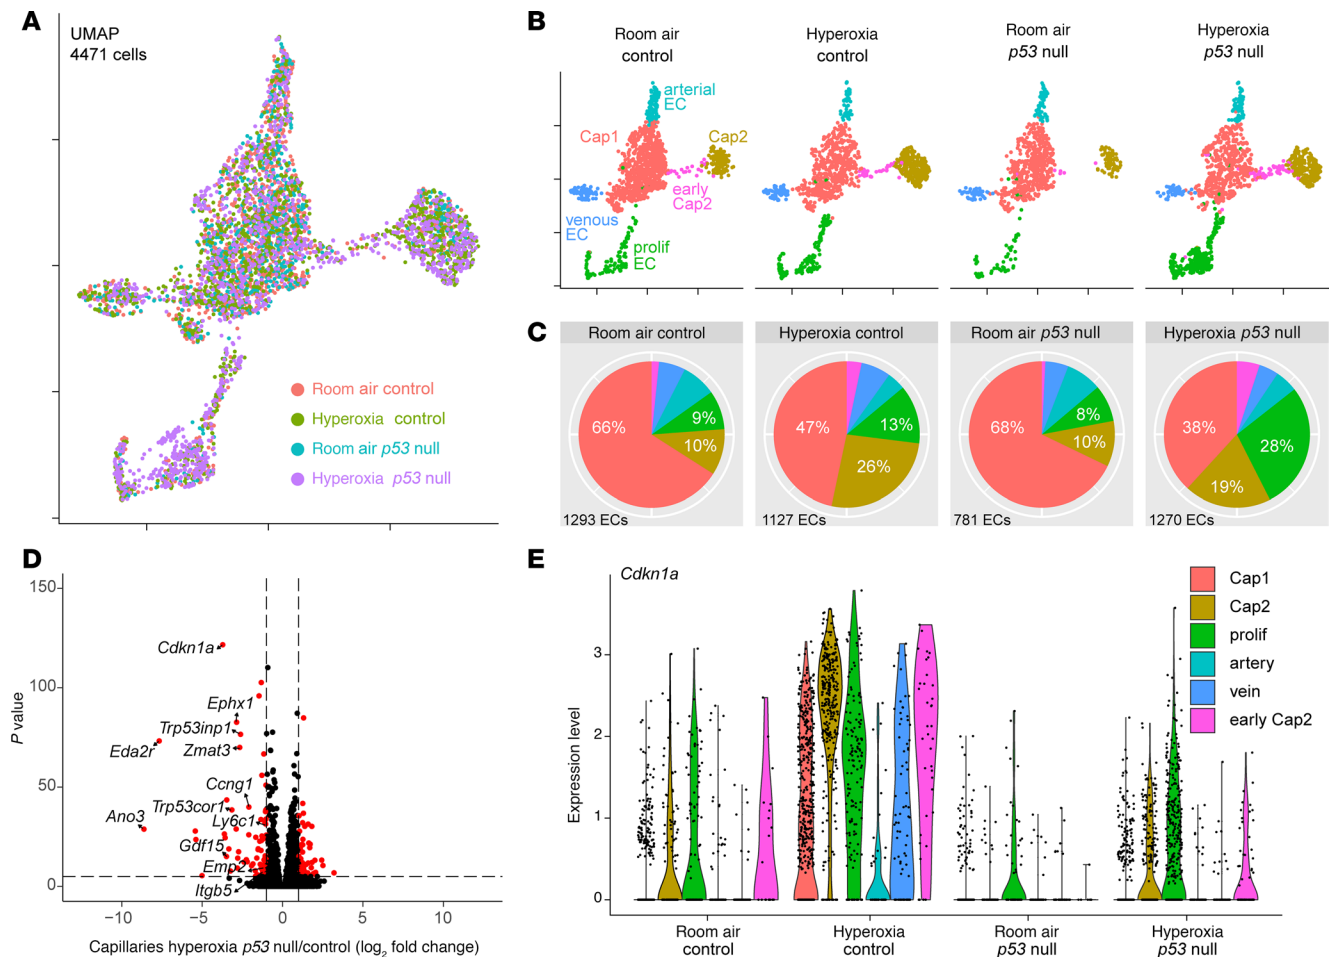 A
UMAP
4471 cells
Room air control
Hyperoxia control
Room air p53 null
Hyperoxia p53 null
B
Room air
control
Hyperoxia
control
Room air
p53 null
Hyperoxia
p53 null
arterial
EC
Cap1
Cap2
early
Cap2
venous
EC
prolif
EC
C
Room air control
Hyperoxia control
Room air p53 null
Hyperoxia p53 null
66%
9%
10%
47%
13%
26%
68%
8%
10%
38%
28%
19%
1293 ECs
1127 ECs
781 ECs
1270 ECs
D
150
100
50
0
P value
Cdkn1a
Ephx1
Trp53inp1
Eda2r
Zmat3
Ccng1
Trp53cor1
Ano3
Ly6c1
Gdf15
Emp2
Itgb5
−10
−5
0
5
10
Capillaries hyperoxia p53 null/control (log2 fold change)
E
Cdkn1a
3
2
1
0
Expression level
Cap1
Cap2
prolif
artery
vein
early Cap2
Room air
control
Hyperoxia
control
Room air
p53 null
Hyperoxia
p53 null